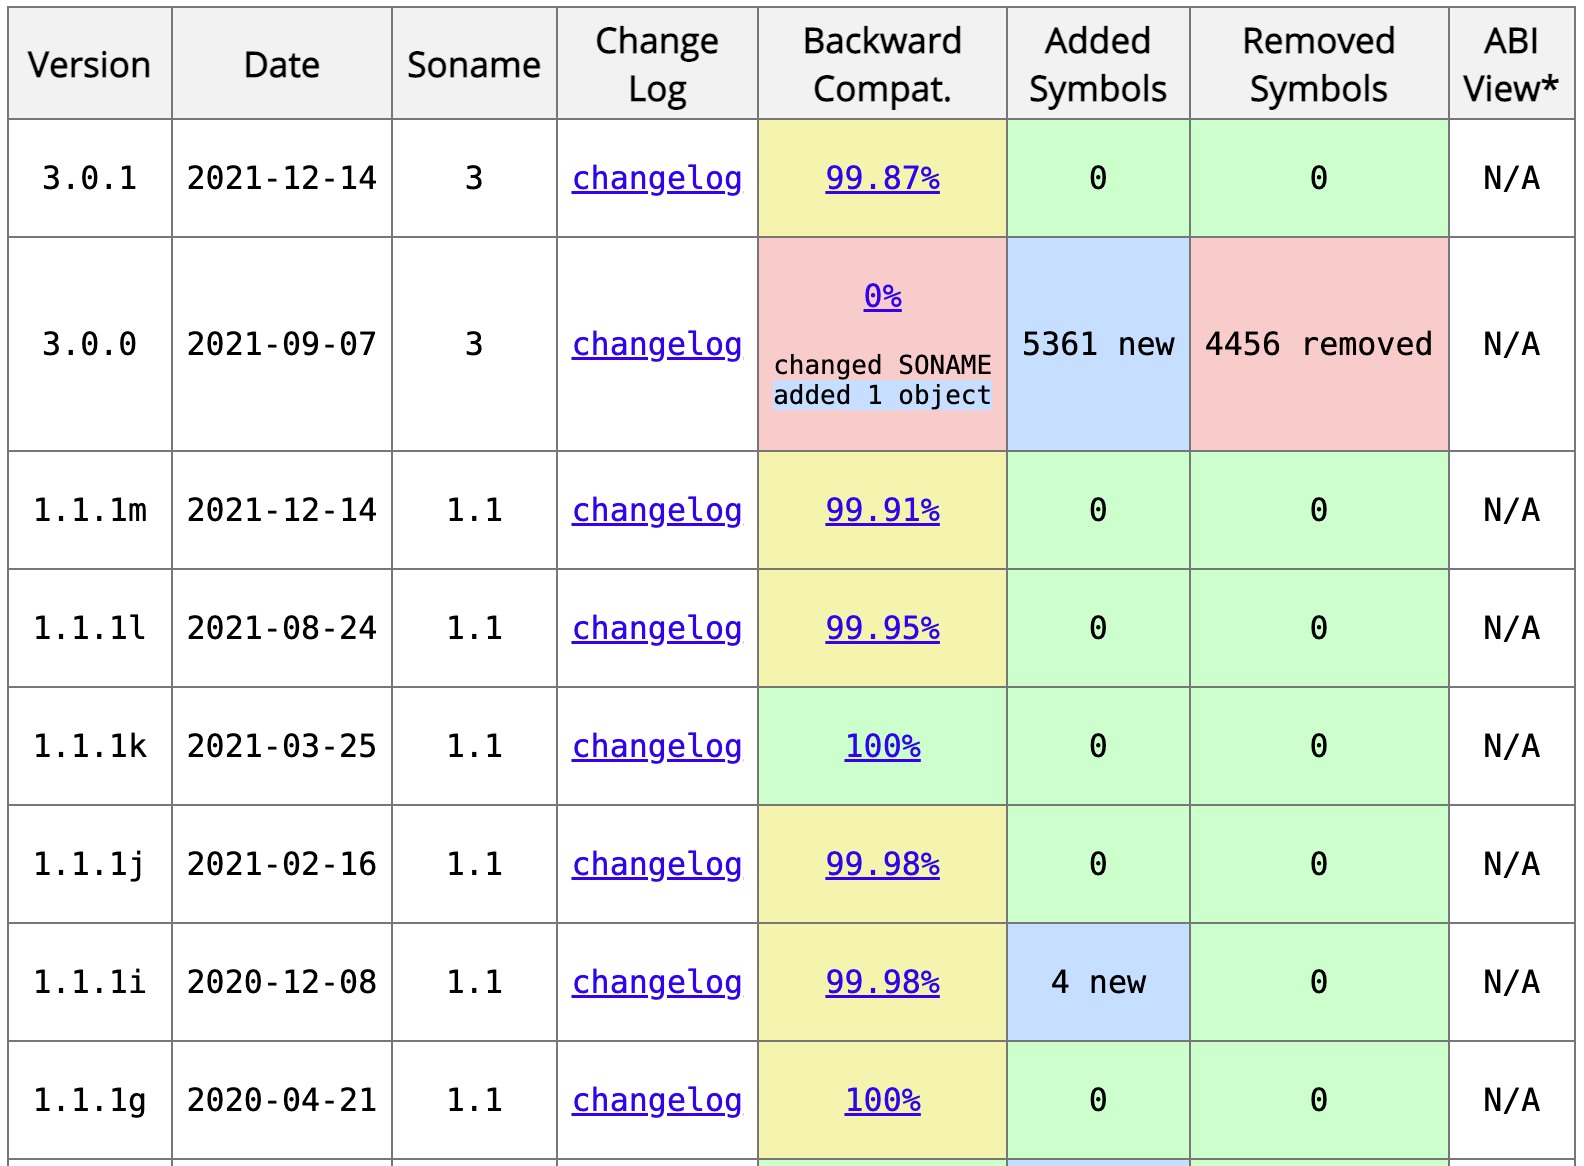 Version Date Soname Change Log Backward Compat. Added Symbols Removed Symbols ABI View*
3.0.1 2021-12-14 3 changelog 99.87% 0 0 N/A
3.0.0 2021-09-07 3 changelog 0% changed SONAME added 1 object 5361 new 4456 removed N/A
1.1.1m 2021-12-14 1.1 changelog 99.91% 0 0 N/A
1.1.1l 2021-08-24 1.1 changelog 99.95% 0 0 N/A
1.1.1k 2021-03-25 1.1 changelog 100% 0 0 N/A
1.1.1j 2021-02-16 1.1 changelog 99.98% 0 0 N/A
1.1.1i 2020-12-08 1.1 changelog 99.98% 4 new 0 N/A
1.1.1g 2020-04-21 1.1 changelog 100% 0 0 N/A